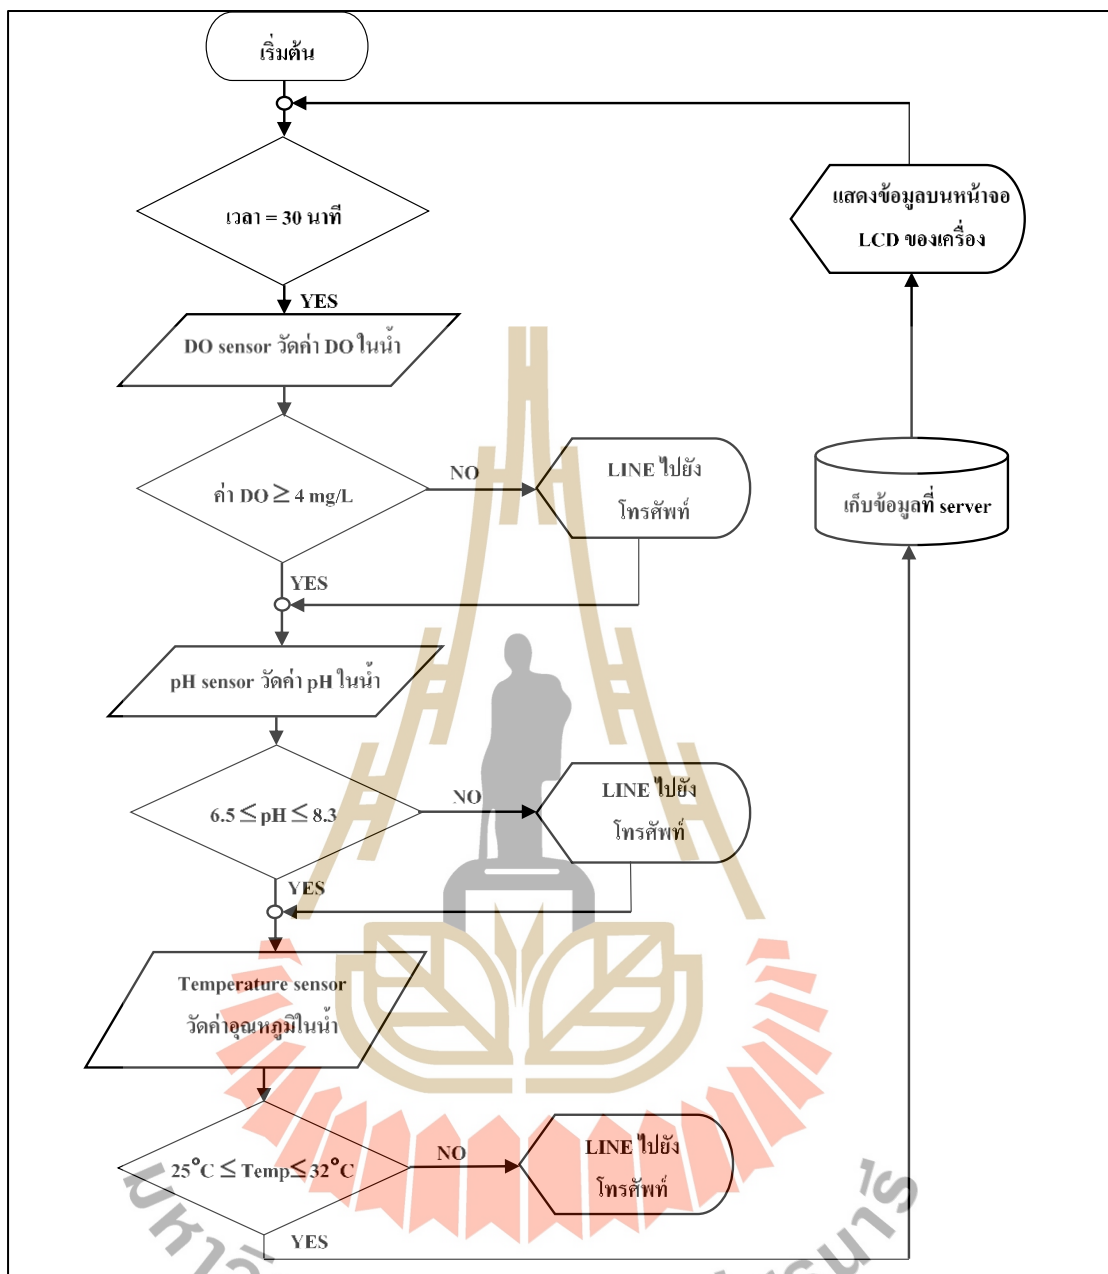 เริ่มต้น
เวลา = 30 นาที
YES
DO sensor วัดค่า DO ในน้ำ
ค่า DO ≥ 4 mg/L
NO
LINE ไปยัง
โทรศัพท์
YES
pH sensor วัดค่า pH ในน้ำ
6.5 ≤ pH ≤ 8.3
NO
LINE ไปยัง
โทรศัพท์
YES
Temperature sensor
วัดค่าอุณหภูมิในน้ำ
25°C ≤ Temp ≤ 32°C
NO
LINE ไปยัง
โทรศัพท์
YES
เก็บข้อมูลที่ server
แสดงข้อมูลบนหน้าจอ
LCD ของเครื่อง